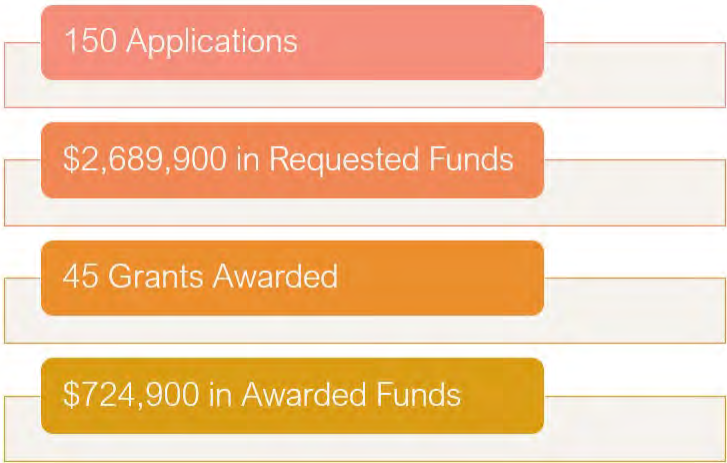 150 Applications
$2,689,900 in Requested Funds
45 Grants Awarded
$724,900 in Awarded Funds